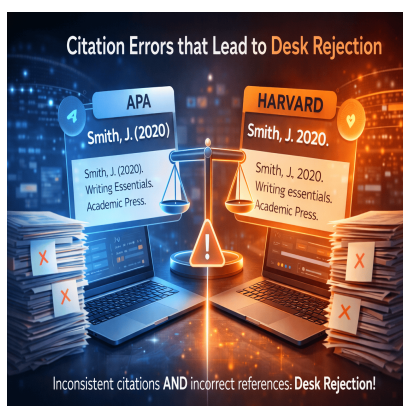 Citation Errors that Lead to Desk Rejection
APA
Smith, J. (2020)
Smith, J. (2020).
Writing Essentials.
Academic Press.
HARVARD
Smith, J. 2020.
Smith, J. 2020.
Writing essentials.
Academic Press.
!
X
X
X
X
Inconsistent citations AND incorrect references: Desk Rejection!